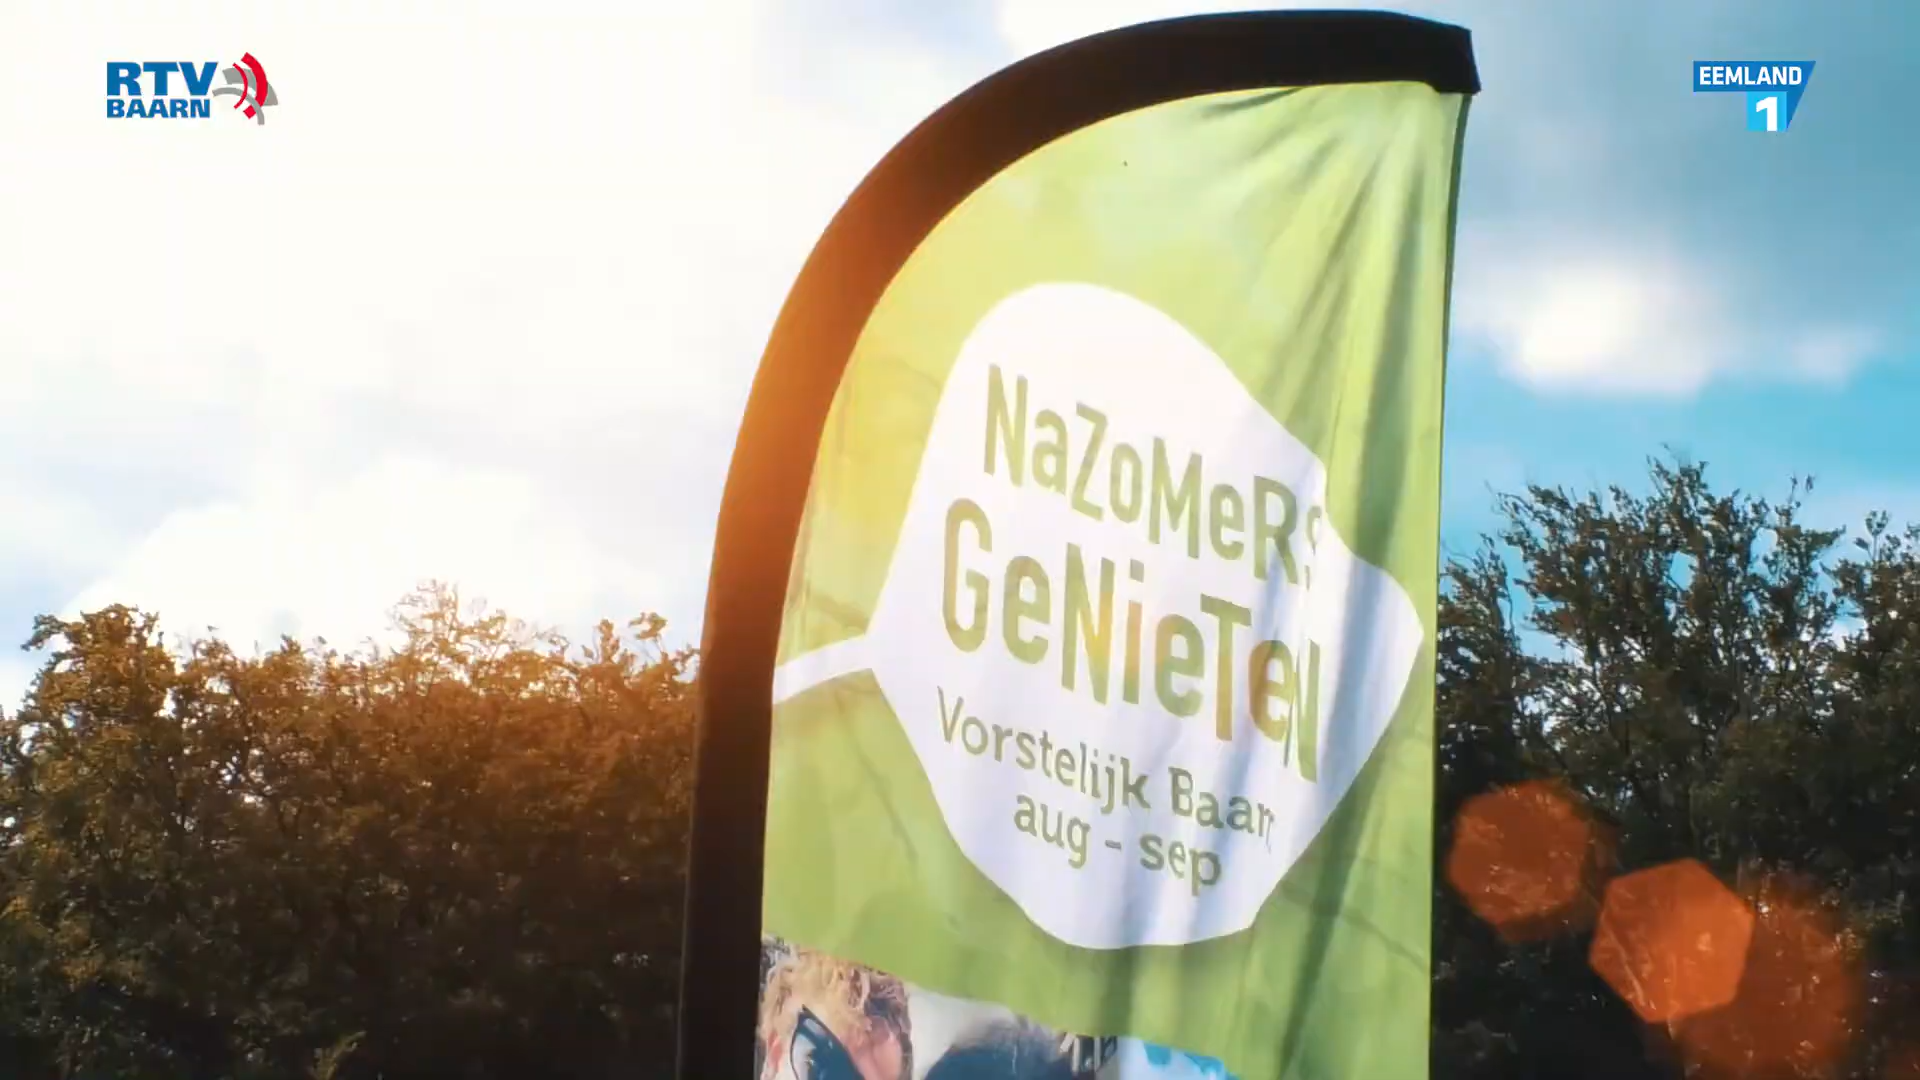 RTV
BAARN
EEMLAND
1
NaZoMeRS
GeNieTeN
Vorstelijk Baarn
aug - sep